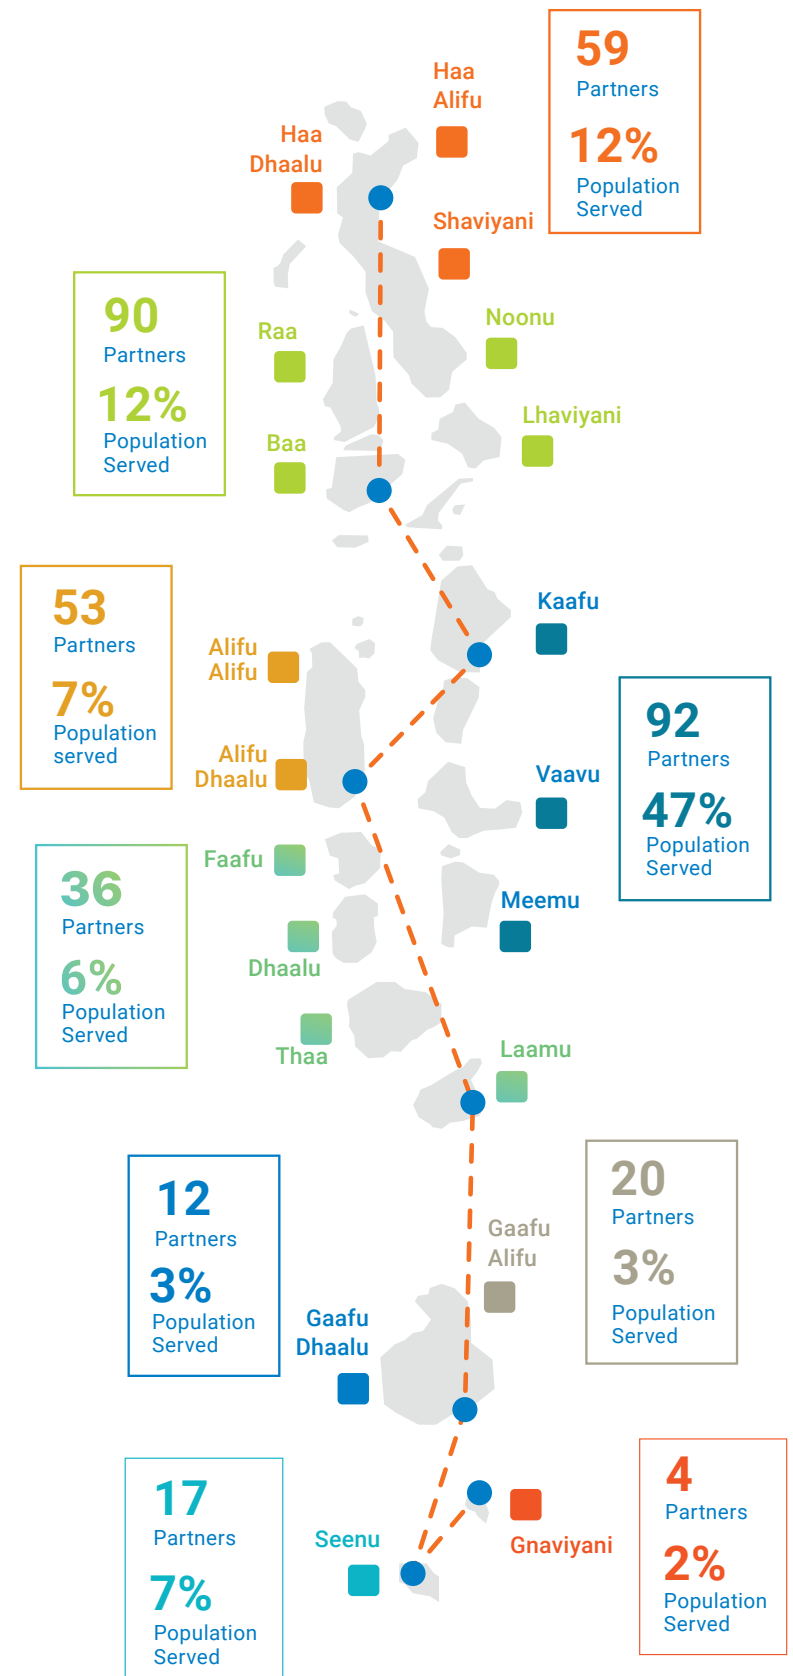 59
Partners
12%
Population
Served
Haa
Alifu
Haa
Dhaalu
Shaviyani
90
Partners
12%
Population
Served
Raa
Noonu
Baa
Lhaviyani
53
Partners
7%
Population
served
Alifu
Alifu
Kaafu
Alifu
Dhaalu
92
Partners
47%
Population
Served
Vaavu
36
Partners
6%
Population
Served
Faafu
Meemu
Dhaalu
Thaa
Laamu
12
Partners
3%
Population
Served
20
Partners
3%
Population
Served
Gaafu
Alifu
Gaafu
Dhaalu
17
Partners
7%
Population
Served
Seenu
4
Partners
2%
Population
Served
Gnaviyani